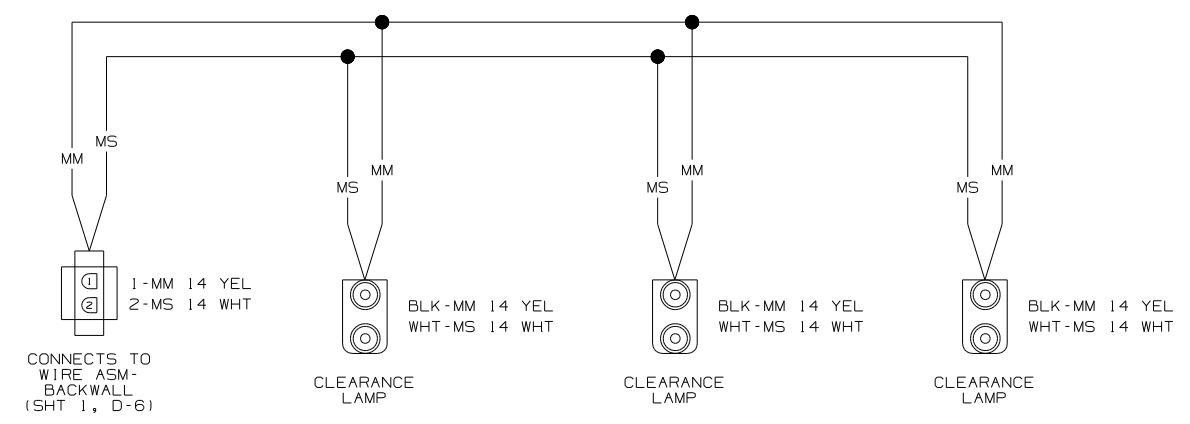 MS
MM
MM
MM
MM
MS
MS
MS
1
2
1-MM 14 YEL
2-MS 14 WHT
BLK-MM 14 YEL
WHT-MS 14 WHT
BLK-MM 14 YEL
WHT-MS 14 WHT
BLK-MM 14 YEL
WHT-MS 14 WHT
CONNECTS TO
WIRE ASM-
BACKWALL
(SHT 1, D-6)
CLEARANCE
LAMP
CLEARANCE
LAMP
CLEARANCE
LAMP